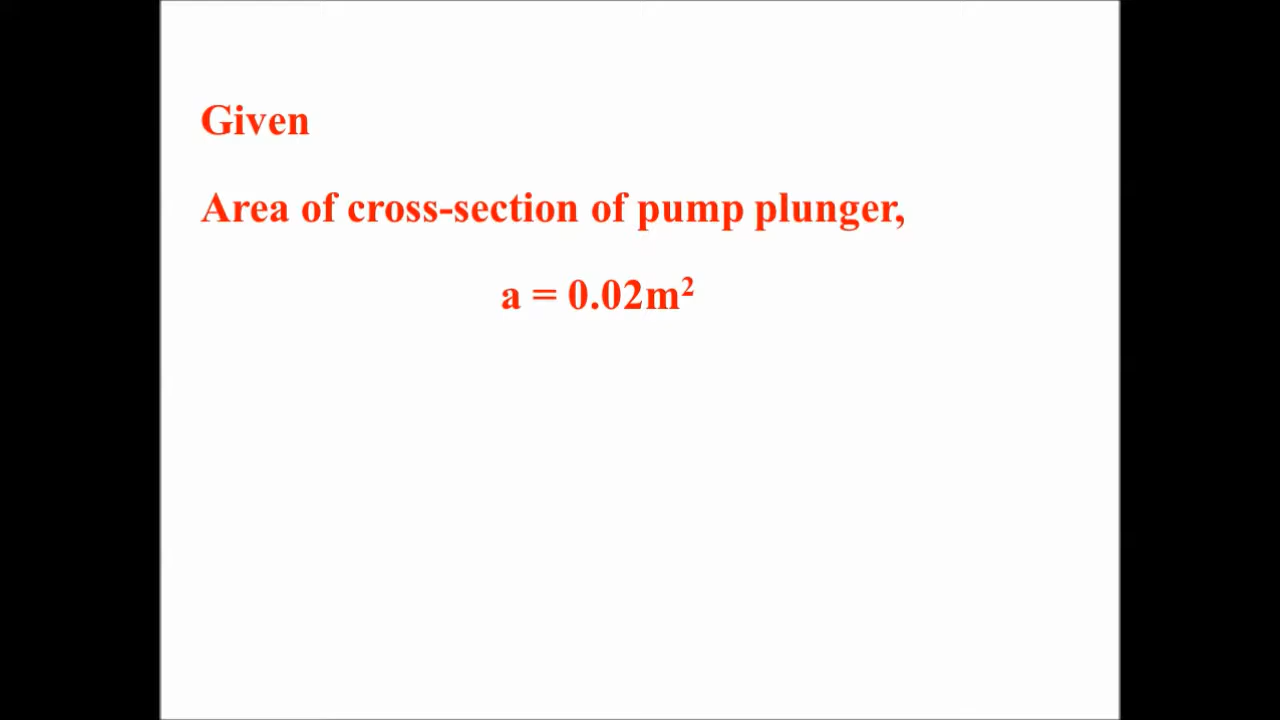 Given
Area of cross-section of pump plunger,
a = 0.02m²